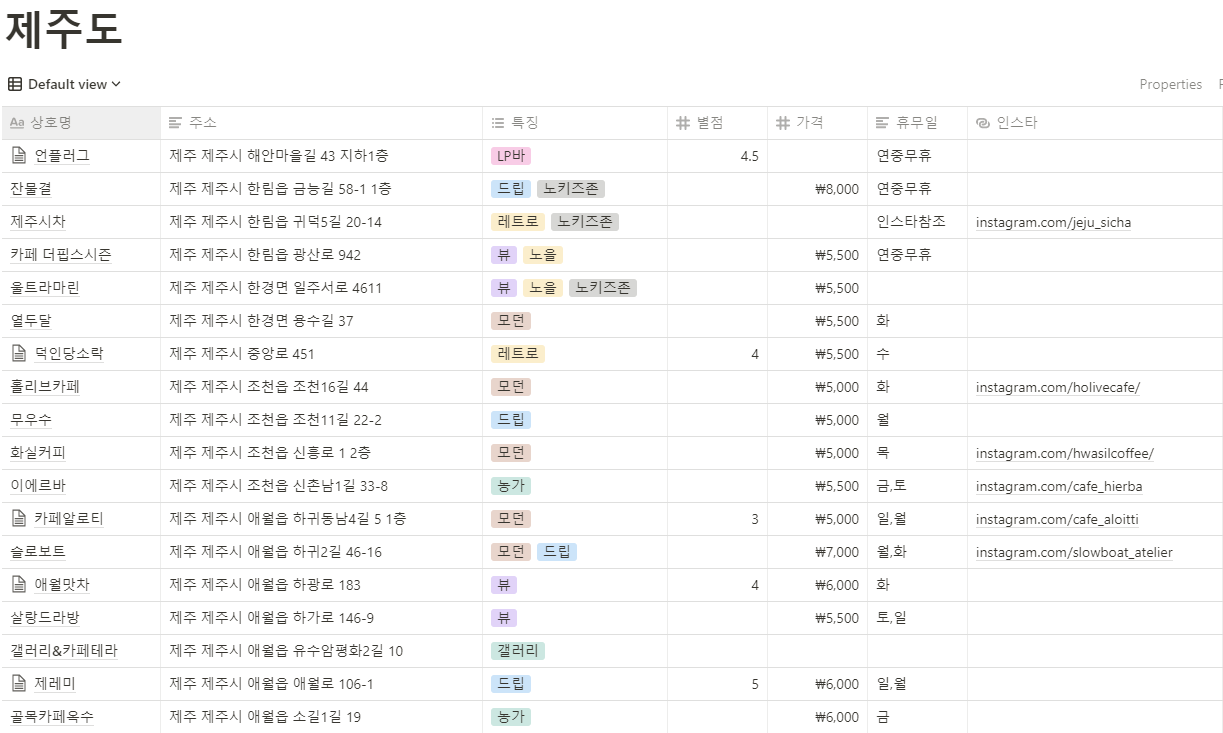 제주도
Default view
Properties
Aa 상호명 주소 특징 별점 가격 휴무일 인스타
언플러그 제주 제주시 해안마을길 43 지하1층 LP바 4.5 연중무휴
잔물결 제주 제주시 한림읍 금능길 58-1 1층 드립 노키즈존 ₩8,000 연중무휴
제주시차 제주 제주시 한림읍 귀덕5길 20-14 레트로 노키즈존 인스타참조 instagram.com/jeju_sicha
카페 더핍스시즌 제주 제주시 한림읍 광산로 942 뷰 노을 ₩5,500 연중무휴
울트라마린 제주 제주시 한경면 일주서로 4611 뷰 노을 노키즈존 ₩5,500
열두달 제주 제주시 한경면 용수길 37 모던 ₩5,500 화
덕인당소락 제주 제주시 중앙로 451 레트로 4 ₩5,500 수
홀리브카페 제주 제주시 조천읍 조천16길 44 모던 ₩5,000 화 instagram.com/holivecafe/
무우수 제주 제주시 조천읍 조천11길 22-2 드립 ₩5,000 월
화실커피 제주 제주시 조천읍 신흥로 1 2층 모던 ₩5,000 목 instagram.com/hwasilcoffee/
이에르바 제주 제주시 조천읍 신촌남1길 33-8 농가 ₩5,500 금,토 instagram.com/cafe_hierba
카페알로티 제주 제주시 애월읍 하귀동남4길 5 1층 모던 3 ₩5,000 일,월 instagram.com/cafe_aloitti
슬로보트 제주 제주시 애월읍 하귀2길 46-16 모던 드립 ₩7,000 월,화 instagram.com/slowboat_atelier
애월맛차 제주 제주시 애월읍 하광로 183 뷰 4 ₩6,000 화
살랑드라방 제주 제주시 애월읍 하가로 146-9 뷰 ₩5,500 토,일
갤러리&카페테라 제주 제주시 애월읍 유수암평화2길 10 갤러리
제레미 제주 제주시 애월읍 애월로 106-1 드립 5 ₩6,000 일,월
골목카페옥수 제주 제주시 애월읍 소길1길 19 농가 ₩6,000 금